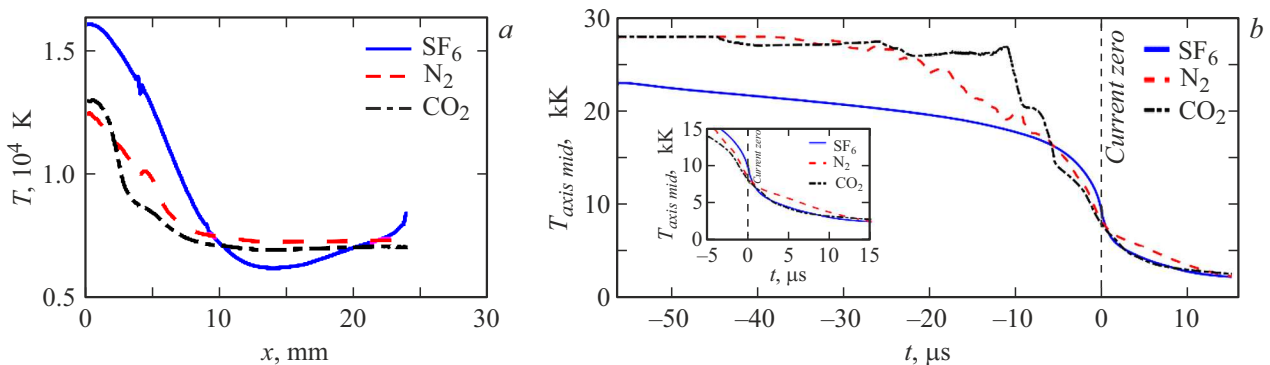 a
SF6
N2
CO2
1.5
1.0
0.5
T, 10^4 K
0 10 20 30
x, mm
b
SF6
N2
CO2
Current zero
30
20
10
0
T axis mid, kK
–50 –40 –30 –20 –10 0 10
t, μs
SF6
N2
CO2
Current zero
15
10
5
0
T axis mid, kK
–5 0 5 10 15
t, μs